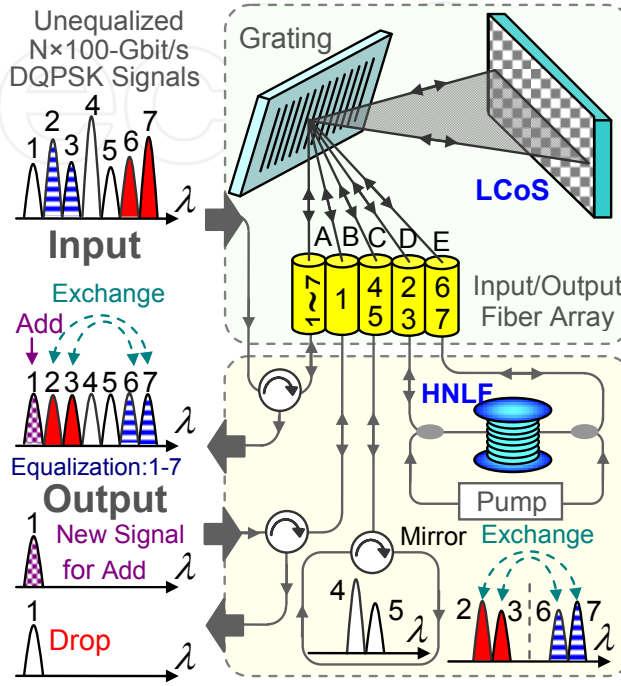 Unequalized
N×100-Gbit/s
DQPSK Signals
1 2 3 4 5 6 7
λ
Input
Exchange
Add
1 2 3 4 5 6 7
λ
Equalization:1-7
Output
1
New Signal
for Add
λ
1
Drop
λ
Grating
LCoS
A B C D E
1~7
1
4
5
2
3
6
7
Input/Output
Fiber Array
HNLF
Pump
Mirror
4
5
λ
Exchange
2 3 6 7
λ